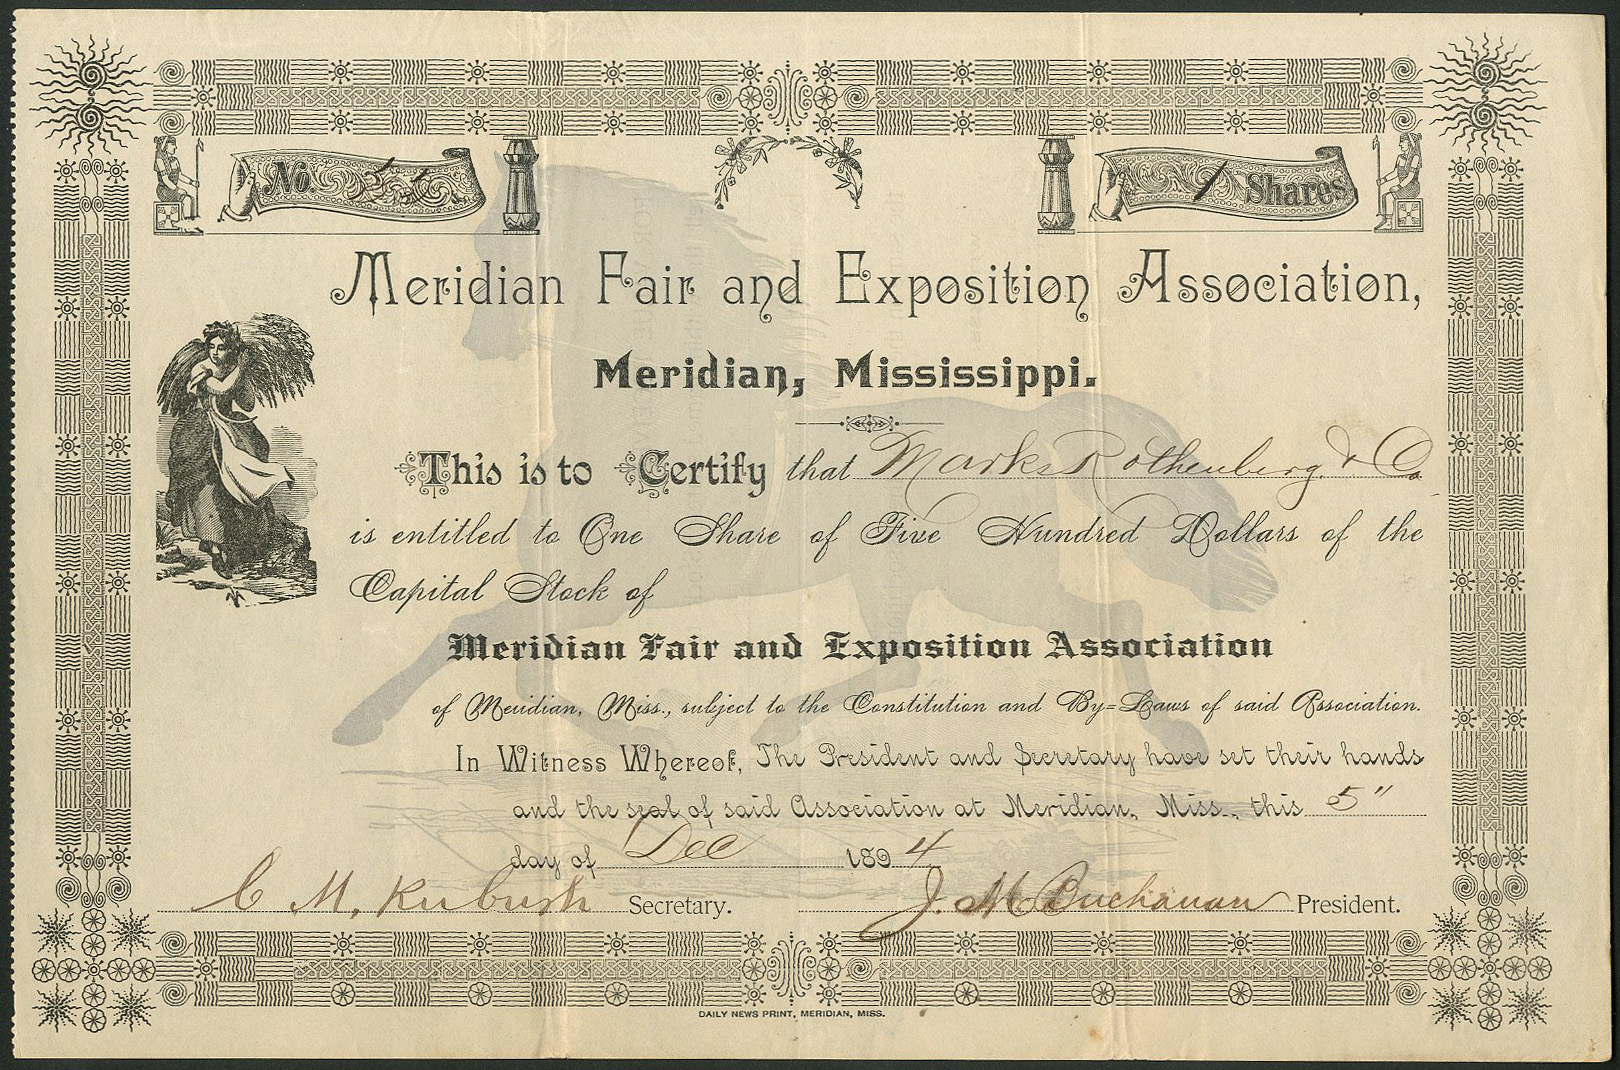 No. 56
1 Shares
Meridian Fair and Exposition Association,
Meridian, Mississippi.
This is to Certify that Marks Rothenberg & Co
is entitled to One Share of Five Hundred Dollars of the
Capital Stock of
Meridian Fair and Exposition Association
of Meridian, Miss., subject to the Constitution and By=Laws of said Association.
In Witness Whereof, The President and Secretary have set their hands
and the seal of said Association at Meridian, Miss., this 5"
day of Dec 1894
C M. Rubush Secretary. J. M Buchanan President.
DAILY NEWS PRINT, MERIDIAN, MISS.